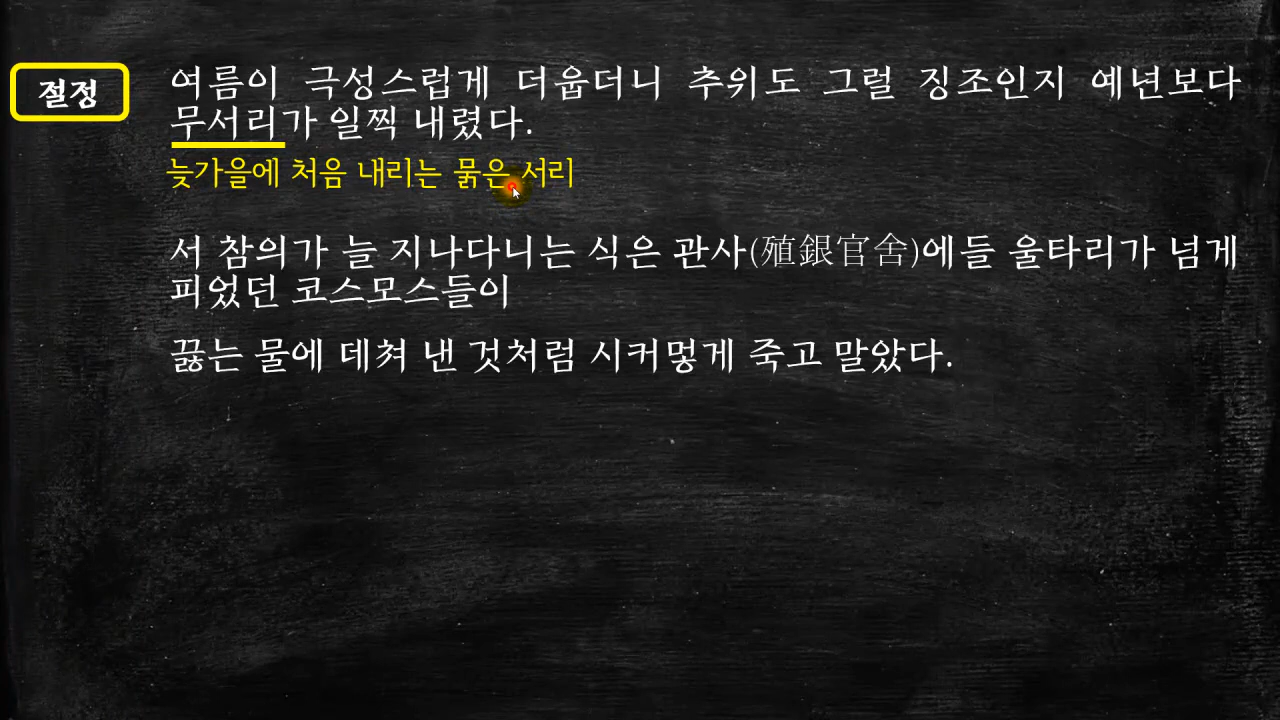 절정
여름이 극성스럽게 더웁더니 추위도 그럴 징조인지 예년보다
무서리가 일찍 내렸다.
늦가을에 처음 내리는 묽은 서리
서 참의가 늘 지나다니는 식은 관사(殖銀官舍)에들 울타리가 넘게
피었던 코스모스들이
끓는 물에 데쳐 낸 것처럼 시커멓게 죽고 말았다.